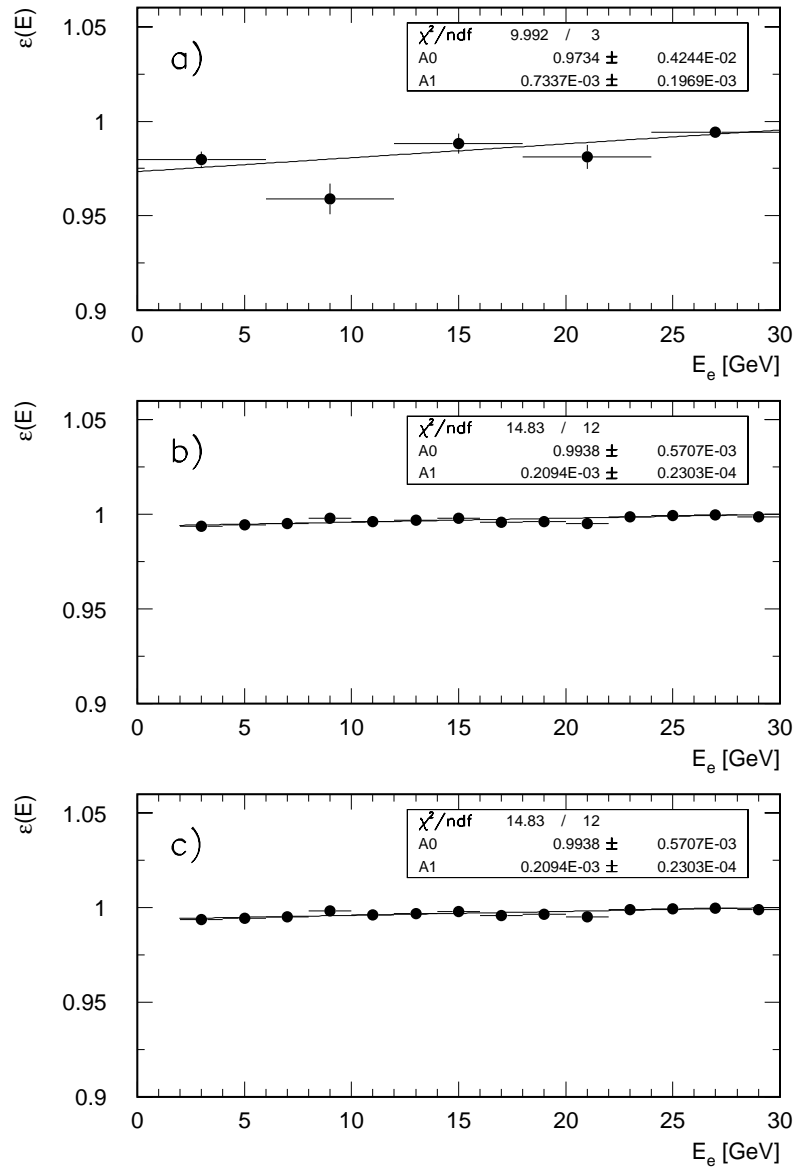 ε(E)
1.05
1
0.95
0.9
a)
χ²/ndf 9.992 / 3
A0 0.9734 ± 0.4244E-02
A1 0.7337E-03 ± 0.1969E-03
0 5 10 15 20 25 30
E_e [GeV]
ε(E)
1.05
1
0.95
0.9
b)
χ²/ndf 14.83 / 12
A0 0.9938 ± 0.5707E-03
A1 0.2094E-03 ± 0.2303E-04
0 5 10 15 20 25 30
E_e [GeV]
ε(E)
1.05
1
0.95
0.9
c)
χ²/ndf 14.83 / 12
A0 0.9938 ± 0.5707E-03
A1 0.2094E-03 ± 0.2303E-04
0 5 10 15 20 25 30
E_e [GeV]